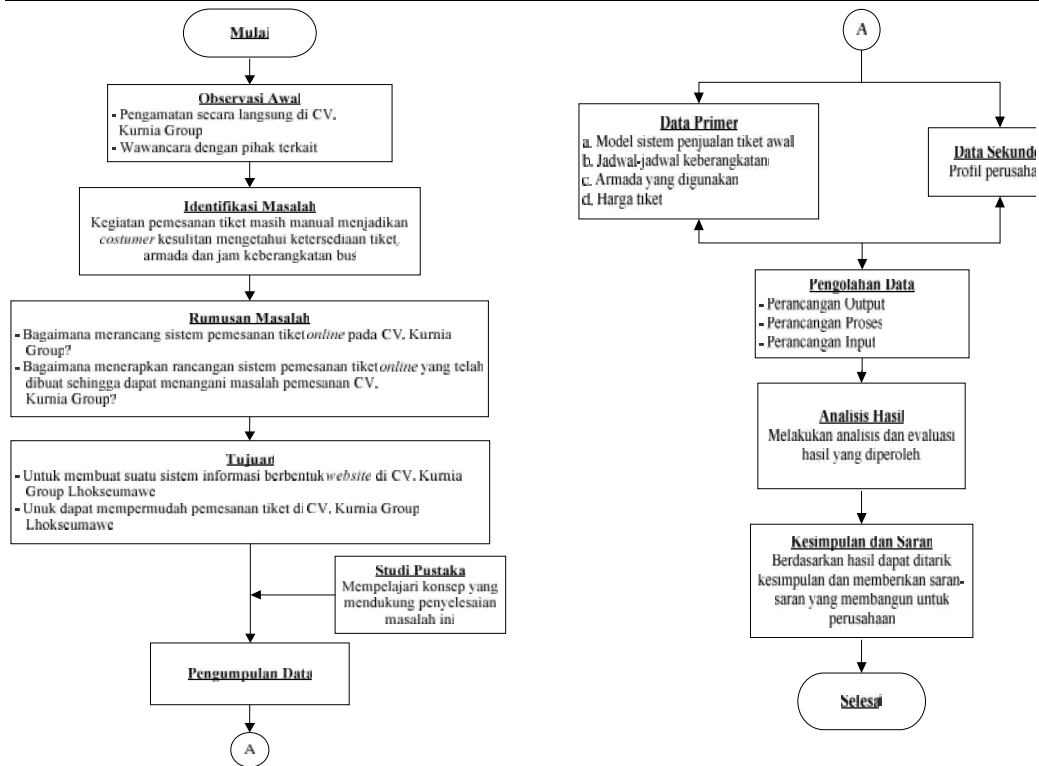 Mulai
Observasi Awal
- Pengamatan secara langsung di CV.
Kurnia Group
- Wawancara dengan pihak terkait
Identifikasi Masalah
Kegiatan pemesanan tiket masih manual menjadikan
costumer kesulitan mengetahui ketersediaan tiket,
armada dan jam keberangkatan bus
Rumusan Masalah
- Bagaimana merancang sistem pemesanan tiket online pada CV. Kurnia
Group?
- Bagaimana menerapkan rancangan sistem pemesanan tiket online yang telah
dibuat sehingga dapat menangani masalah pemesanan CV.
Kurnia Group?
Tujuan
- Untuk membuat suatu sistem informasi berbentuk website di CV. Kurnia
Group Lhokseumawe
- Unuk dapat mempermudah pemesanan tiket di CV. Kurnia Group
Lhokseumawe
Studi Pustaka
Mempelajari konsep yang
mendukung penyelesaian
masalah ini
Pengumpulan Data
A
A
Data Primer
a. Model sistem penjualan tiket awal
b. Jadwal-jadwal keberangkatan
c. Armada yang digunakan
d. Harga tiket
Data Sekunde
Profil perusaha
Pengolahan Data
- Perancangan Output
- Perancangan Proses
- Perancangan Input
Analisis Hasil
Melakukan analisis dan evaluasi
hasil yang diperoleh
Kesimpulan dan Saran
Berdasarkan hasil dapat ditarik
kesimpulan dan memberikan saran-
saran yang membangun untuk
perusahaan
Selesai